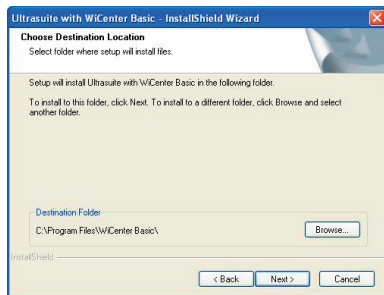 Ultrasuite with WiCenter Basic - InstallShield Wizard
Choose Destination Location
Select folder where setup will install files.
Setup will install Ultrasuite with WiCenter Basic in the following folder.
To install to this folder, click Next. To install to a different folder, click Browse and select
another folder.
Destination Folder
C:\Program Files\WiCenter Basic\
Browse...
InstallShield
< Back
Next >
Cancel